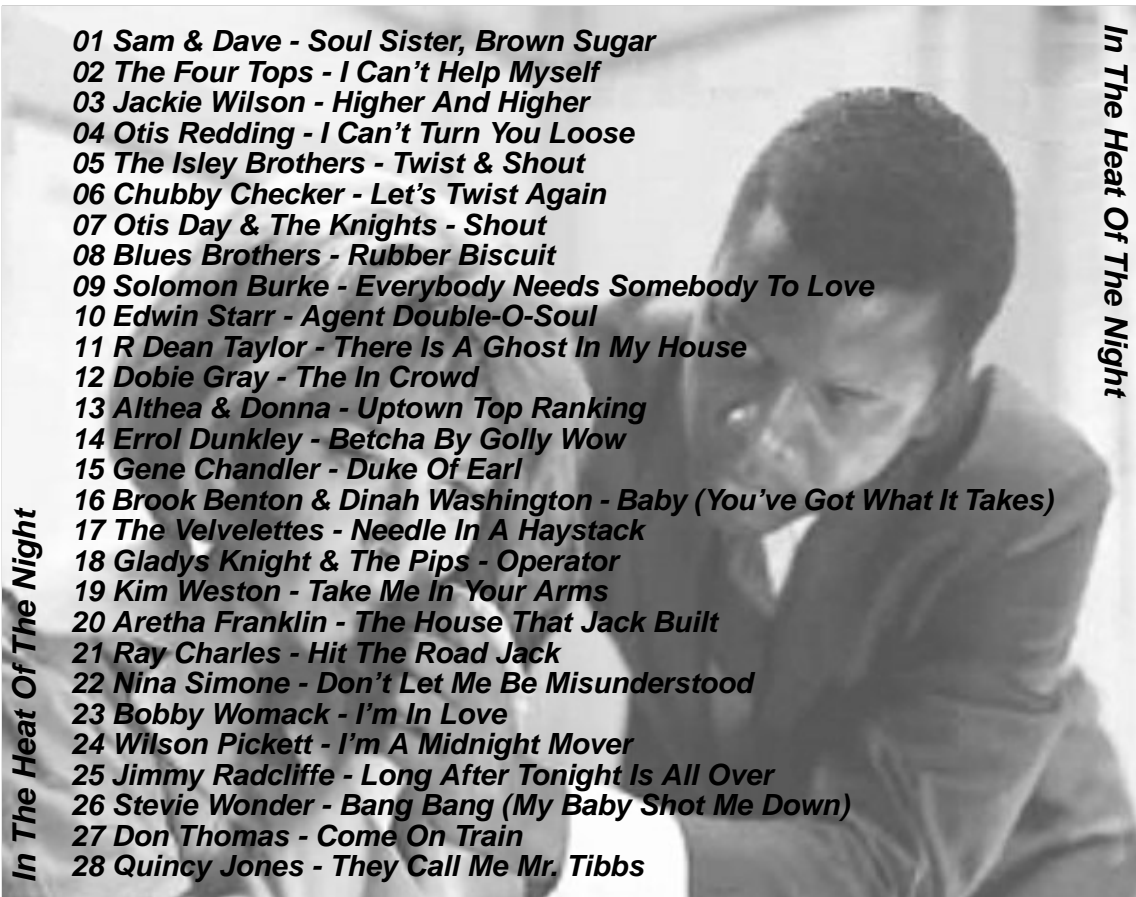 01 Sam & Dave - Soul Sister, Brown Sugar
02 The Four Tops - I Can't Help Myself
03 Jackie Wilson - Higher And Higher
04 Otis Redding - I Can't Turn You Loose
05 The Isley Brothers - Twist & Shout
06 Chubby Checker - Let's Twist Again
07 Otis Day & The Knights - Shout
08 Blues Brothers - Rubber Biscuit
09 Solomon Burke - Everybody Needs Somebody To Love
10 Edwin Starr - Agent Double-O-Soul
11 R Dean Taylor - There Is A Ghost In My House
12 Dobie Gray - The In Crowd
13 Althea & Donna - Uptown Top Ranking
14 Errol Dunkley - Betcha By Golly Wow
15 Gene Chandler - Duke Of Earl
16 Brook Benton & Dinah Washington - Baby (You've Got What It Takes)
17 The Velvelettes - Needle In A Haystack
18 Gladys Knight & The Pips - Operator
19 Kim Weston - Take Me In Your Arms
20 Aretha Franklin - The House That Jack Built
21 Ray Charles - Hit The Road Jack
22 Nina Simone - Don't Let Me Be Misunderstood
23 Bobby Womack - I'm In Love
24 Wilson Pickett - I'm A Midnight Mover
25 Jimmy Radcliffe - Long After Tonight Is All Over
26 Stevie Wonder - Bang Bang (My Baby Shot Me Down)
27 Don Thomas - Come On Train
28 Quincy Jones - They Call Me Mr. Tibbs
In The Heat Of The Night
In The Heat Of The Night